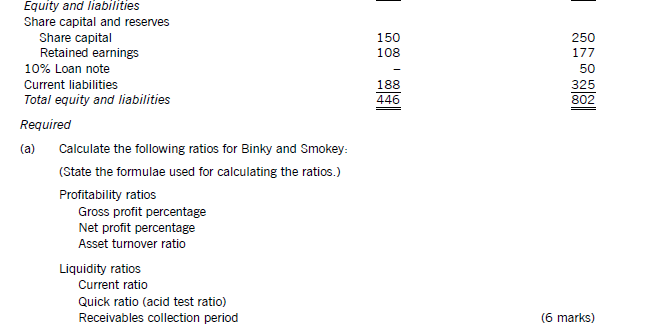 Equity and liabilities
Share capital and reserves
Share capital 150 250
Retained earnings 108 177
10% Loan note – 50
Current liabilities 188 325
Total equity and liabilities 446 802
Required
(a) Calculate the following ratios for Binky and Smokey:
(State the formulae used for calculating the ratios.)
Profitability ratios
Gross profit percentage
Net profit percentage
Asset turnover ratio
Liquidity ratios
Current ratio
Quick ratio (acid test ratio)
Receivables collection period (6 marks)